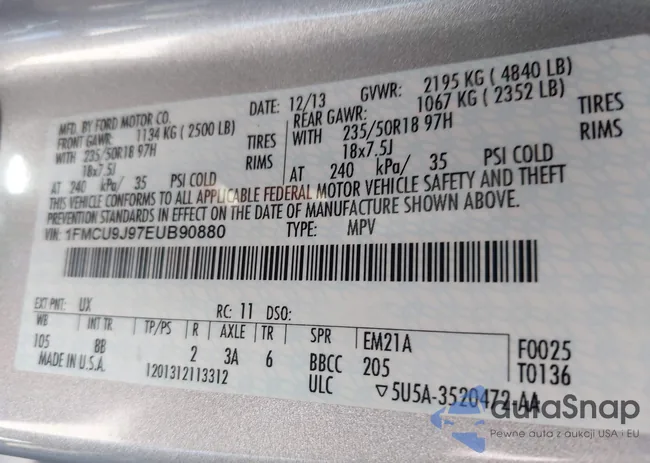 MFD. BY FORD MOTOR CO.
DATE: 12/13 GVWR: 2195 KG ( 4840 LB)
FRONT GAWR: 1134 KG ( 2500 LB) REAR GAWR: 1067 KG ( 2352 LB)
WITH 235/50R18 97H TIRES WITH 235/50R18 97H TIRES
18x7.5J RIMS 18x7.5J RIMS
AT 240 kPa/ 35 PSI COLD AT 240 kPa/ 35 PSI COLD
THIS VEHICLE CONFORMS TO ALL APPLICABLE FEDERAL MOTOR VEHICLE SAFETY AND THEFT
PREVENTION STANDARDS IN EFFECT ON THE DATE OF MANUFACTURE SHOWN ABOVE.
VIN: 1FMCU9J97EUB90880 TYPE: MPV
EXT PNT: UX RC: 11 DSO:
WB INT TR TP/PS R AXLE TR SPR EM21A F0025
105 BB 2 3A 6 BBCC 205 T0136
MADE IN U.S.A. 1201312113312 ULC ▽5U5A-3520472-AA
autaSnap
Pewne auta z aukcji USA i EU